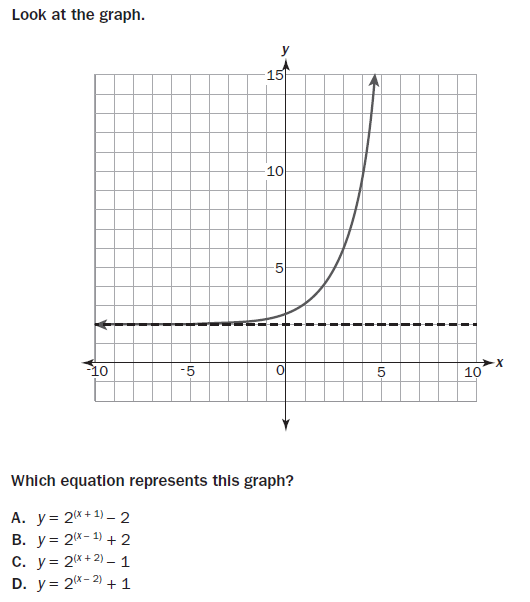 Look at the graph.
y
15
10
5
-10 -5 0 5 10 x
Which equation represents this graph?
A. y = 2^(x + 1) – 2
B. y = 2^(x – 1) + 2
C. y = 2^(x + 2) – 1
D. y = 2^(x – 2) + 1